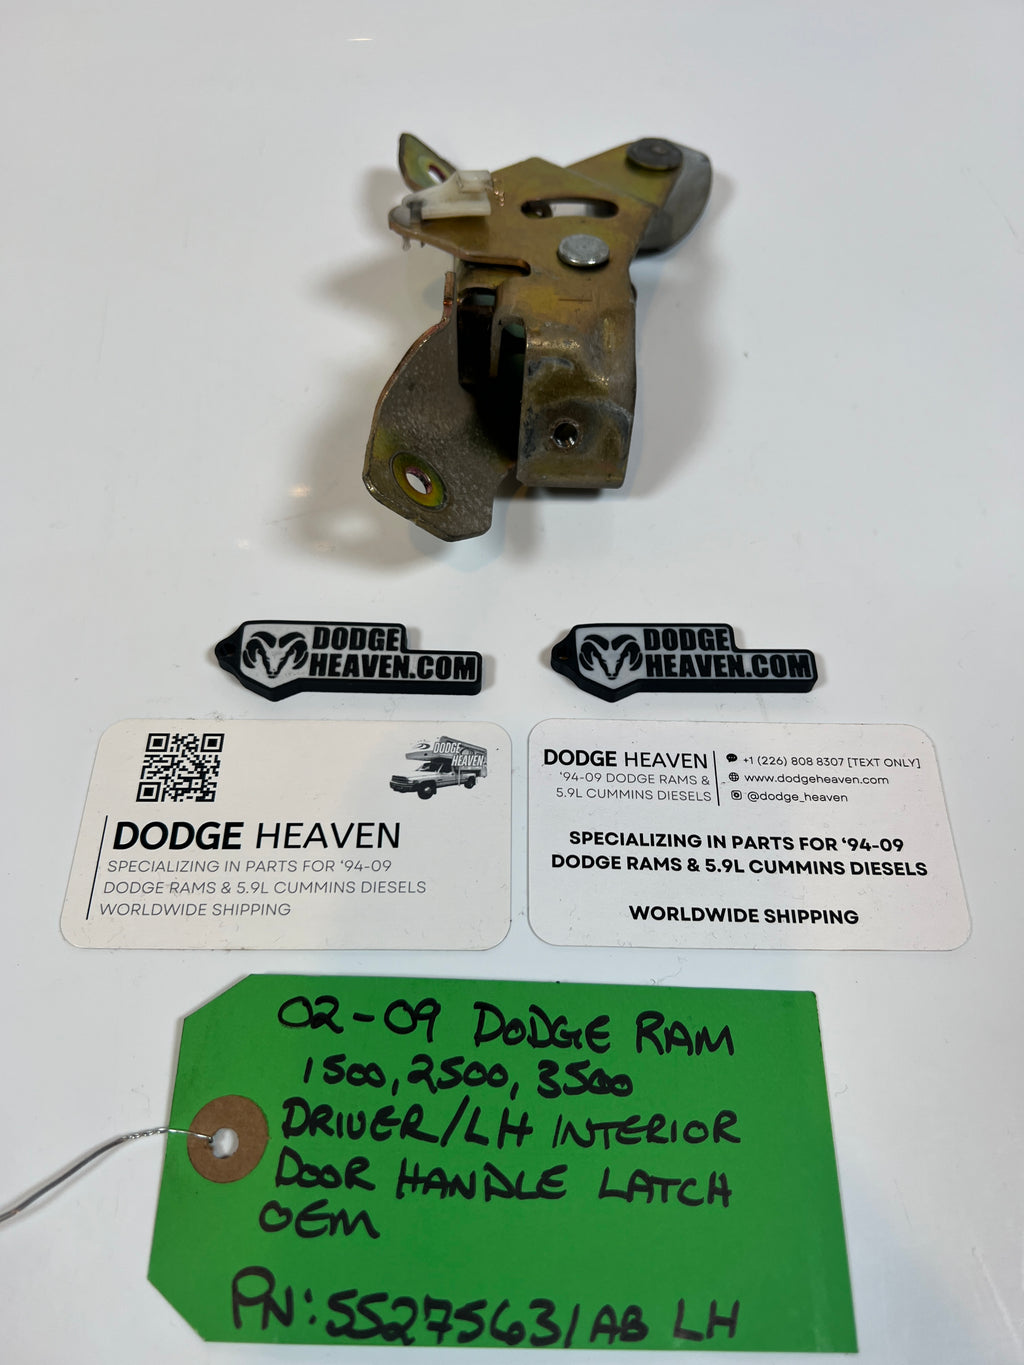 DODGE
HEAVEN.COM
DODGE
HEAVEN.COM
DODGE
HEAVEN
DODGE HEAVEN
SPECIALIZING IN PARTS FOR ‘94-09
DODGE RAMS & 5.9L CUMMINS DIESELS
WORLDWIDE SHIPPING
DODGE HEAVEN
‘94-09 DODGE RAMS &
5.9L CUMMINS DIESELS
+1 (226) 808 8307 [TEXT ONLY]
www.dodgeheaven.com
@dodge_heaven
SPECIALIZING IN PARTS FOR ‘94-09
DODGE RAMS & 5.9L CUMMINS DIESELS
WORLDWIDE SHIPPING
02-09 DODGE RAM
1500, 2500, 3500
DRIVER/LH INTERIOR
DOOR HANDLE LATCH
OEM
PN: 55275631AB LH